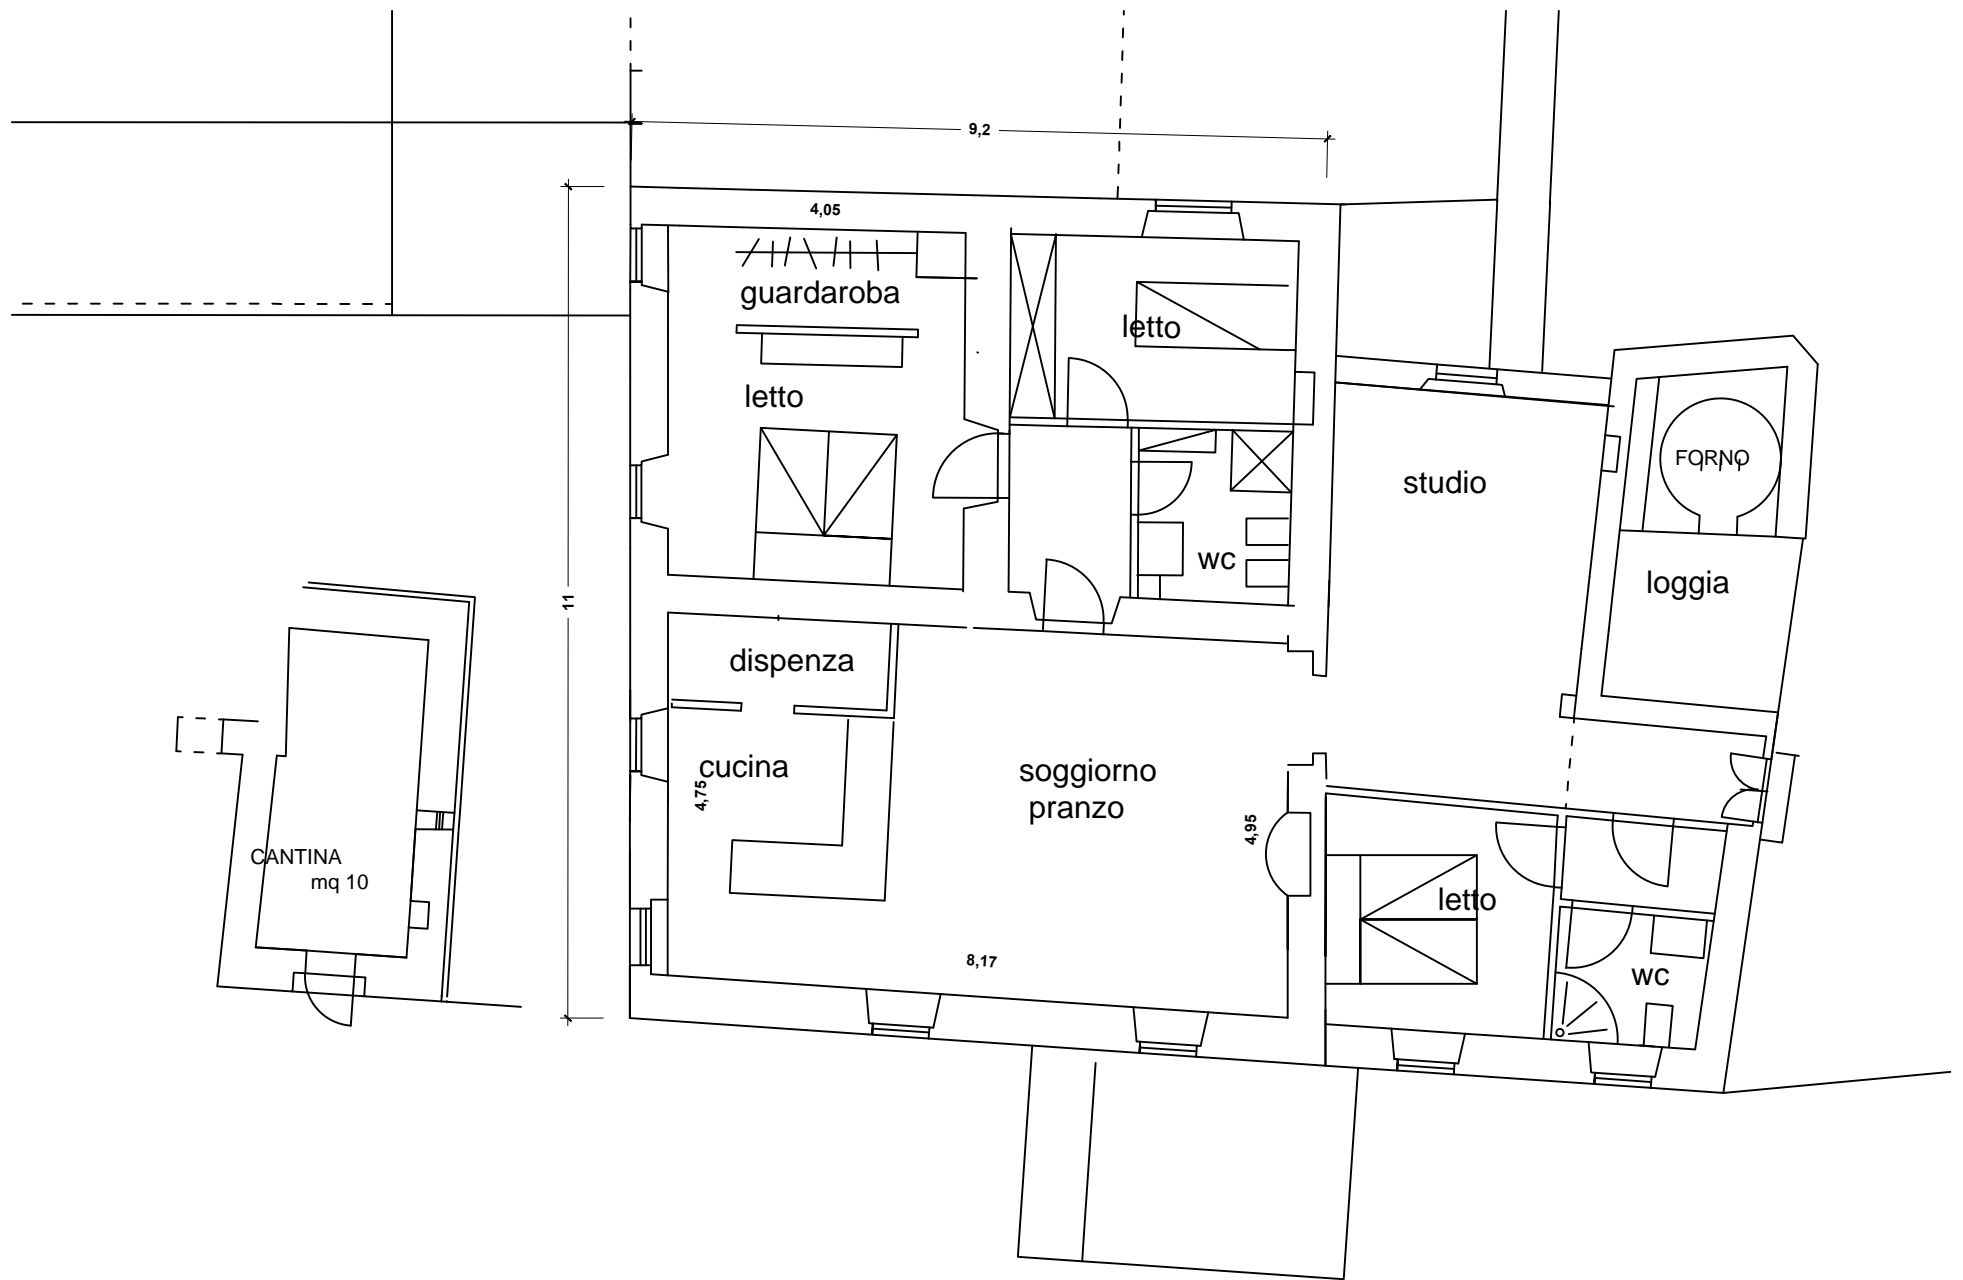 9,2
4,05
guardaroba
letto
letto
FORNO
studio
wc
loggia
11
dispenza
cucina
4,75
soggiorno
pranzo
4,95
CANTINA
mq 10
letto
8,17
wc